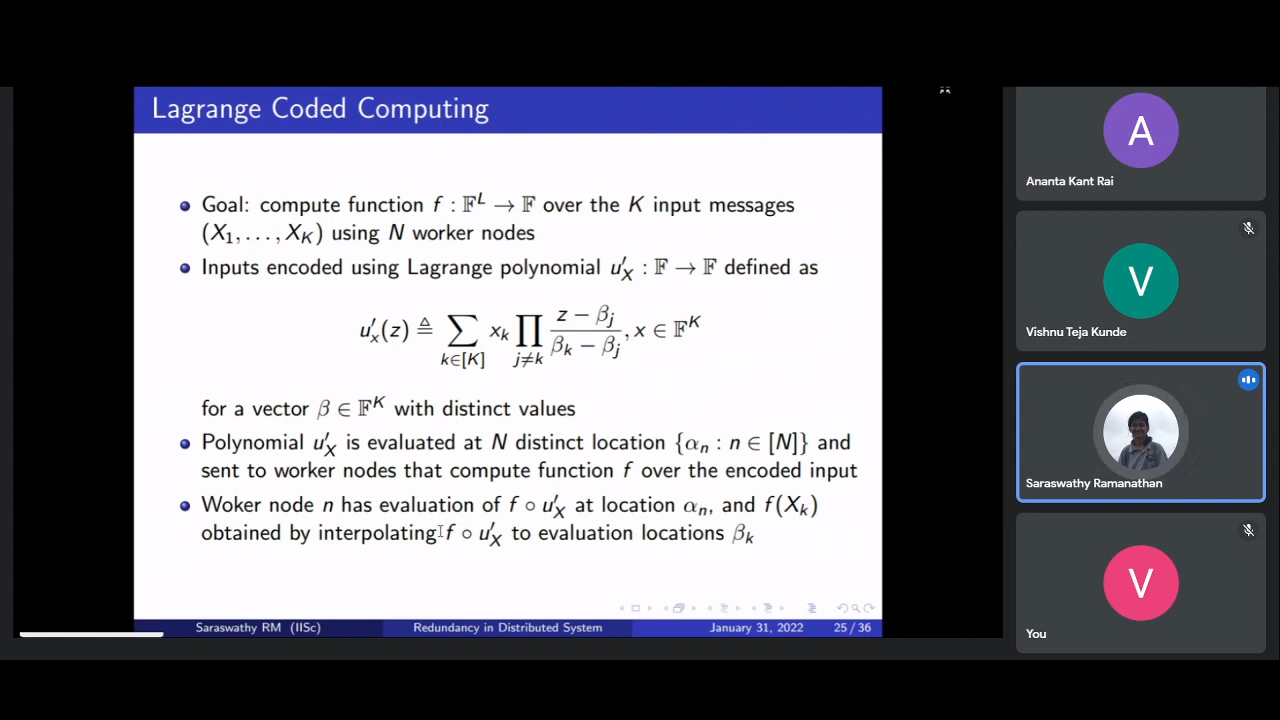 Lagrange Coded Computing
Goal: compute function f : 𝔽^L → 𝔽 over the K input messages
(X_1, . . . , X_K) using N worker nodes
Inputs encoded using Lagrange polynomial u′_X : 𝔽 → 𝔽 defined as
u′_x(z) ≜ ∑_{k∈[K]} x_k ∏_{j≠k} (z − β_j)/(β_k − β_j), x ∈ 𝔽^K
for a vector β ∈ 𝔽^K with distinct values
Polynomial u′_X is evaluated at N distinct location {α_n : n ∈ [N]} and
sent to worker nodes that compute function f over the encoded input
Woker node n has evaluation of f ∘ u′_X at location α_n, and f(X_k)
obtained by interpolating f ∘ u′_X to evaluation locations β_k
Saraswathy RM (IISc) Redundancy in Distributed System January 31, 2022 25 / 36
A
Ananta Kant Rai
V
Vishnu Teja Kunde
Saraswathy Ramanathan
V
You